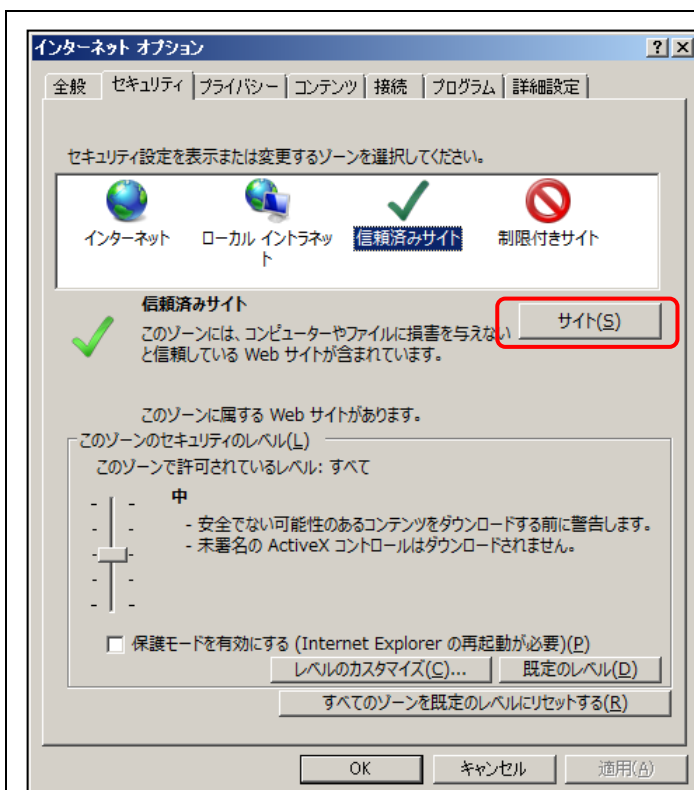 インターネット オプション
全般 セキュリティ プライバシー コンテンツ 接続 プログラム 詳細設定
セキュリティ設定を表示または変更するゾーンを選択してください。
インターネット ローカル イントラネット 信頼済みサイト 制限付きサイト
信頼済みサイト
サイト(S)
このゾーンには、コンピューターやファイルに損害を与えない
と信頼している Web サイトが含まれています。
このゾーンに属する Web サイトがあります。
このゾーンのセキュリティのレベル(L)
このゾーンで許可されているレベル: すべて
中
- 安全でない可能性のあるコンテンツをダウンロードする前に警告します。
- 未署名の ActiveX コントロールはダウンロードされません。
保護モードを有効にする (Internet Explorer の再起動が必要)(P)
レベルのカスタマイズ(C)... 既定のレベル(D)
すべてのゾーンを既定のレベルにリセットする(R)
OK キャンセル 適用(A)